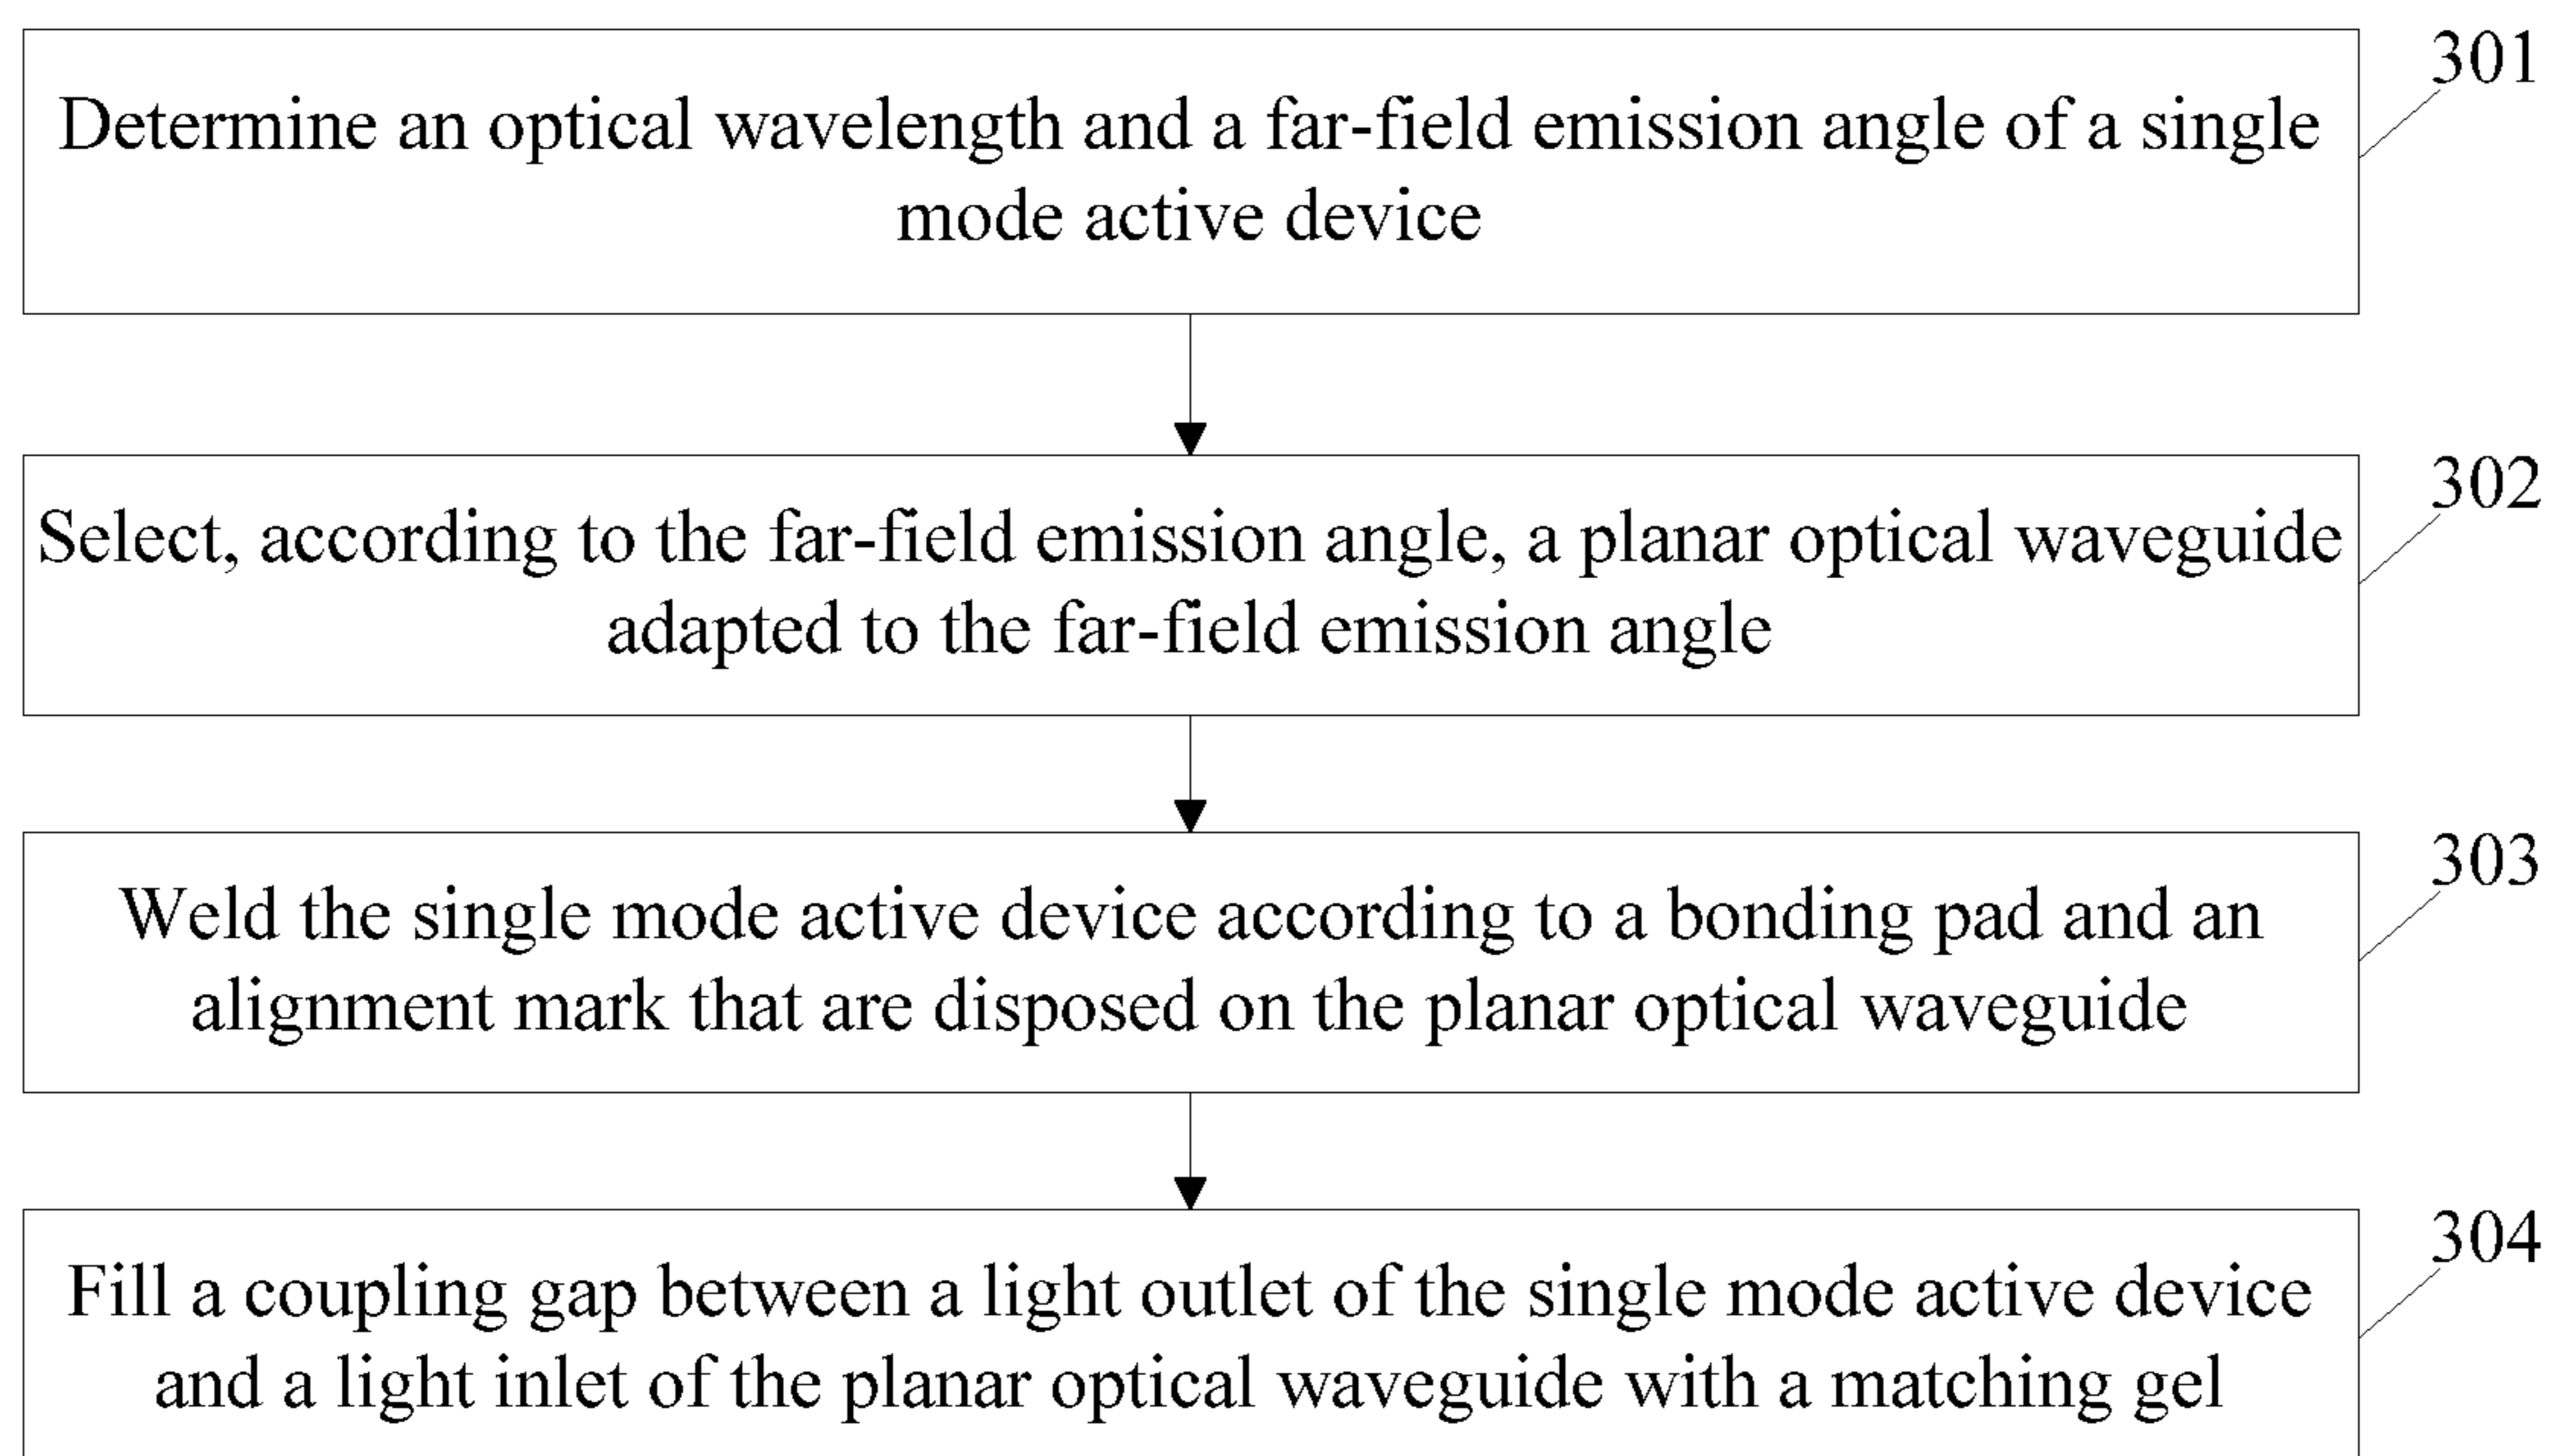 301
Determine an optical wavelength and a far-field emission angle of a single
mode active device
302
Select, according to the far-field emission angle, a planar optical waveguide
adapted to the far-field emission angle
303
Weld the single mode active device according to a bonding pad and an
alignment mark that are disposed on the planar optical waveguide
304
Fill a coupling gap between a light outlet of the single mode active device
and a light inlet of the planar optical waveguide with a matching gel